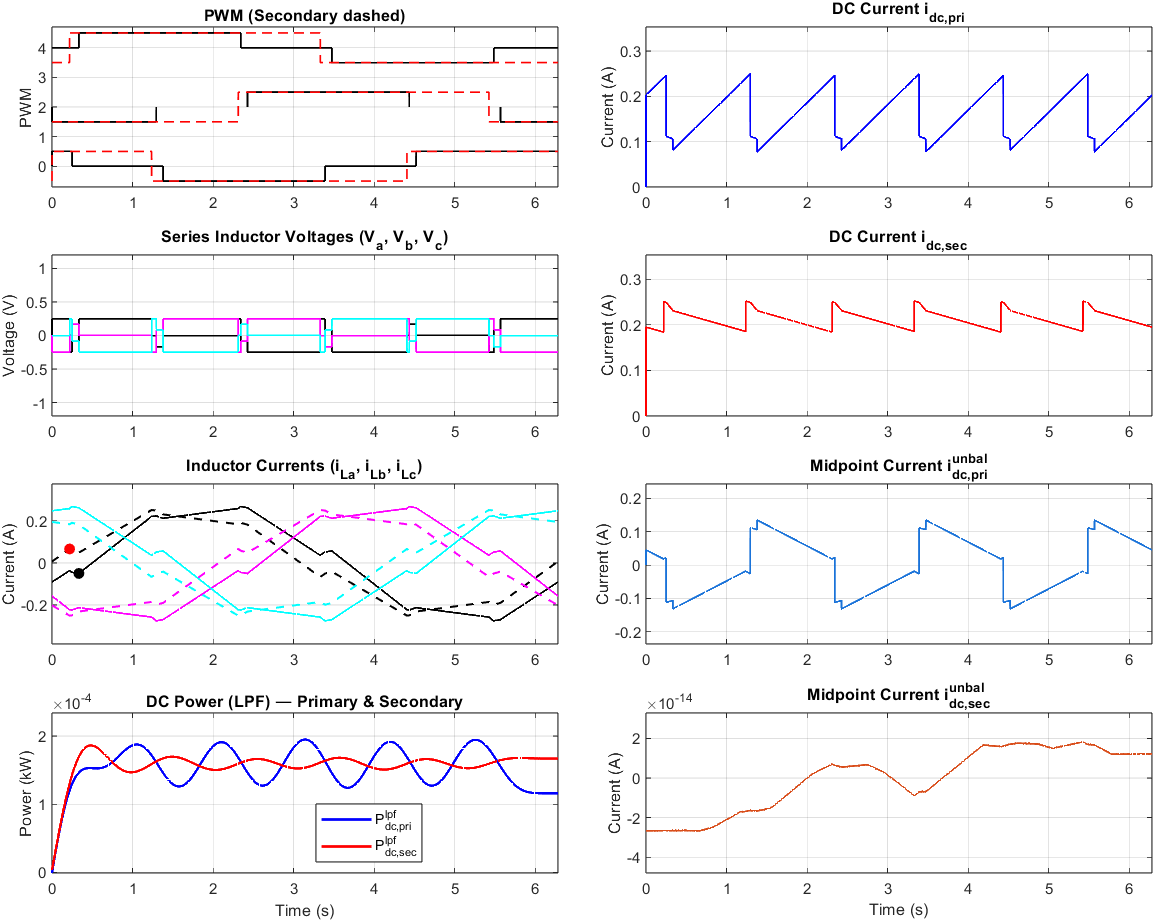 PWM (Secondary dashed)
PWM
4
3
2
1
0
0 1 2 3 4 5 6
DC Current i_dc,pri
Current (A)
0.3
0.2
0.1
0
0 1 2 3 4 5 6
Series Inductor Voltages (V_a, V_b, V_c)
Voltage (V)
1
0.5
0
-0.5
-1
0 1 2 3 4 5 6
DC Current i_dc,sec
Current (A)
0.3
0.2
0.1
0
0 1 2 3 4 5 6
Inductor Currents (i_La, i_Lb, i_Lc)
Current (A)
0.2
0
-0.2
0 1 2 3 4 5 6
Midpoint Current i^unbal_dc,pri
Current (A)
0.2
0.1
0
-0.1
-0.2
0 1 2 3 4 5 6
DC Power (LPF) — Primary & Secondary
×10^-4
Power (kW)
2
1
0
P^lpf_dc,pri
P^lpf_dc,sec
0 1 2 3 4 5 6
Time (s)
Midpoint Current i^unbal_dc,sec
×10^-14
Current (A)
2
0
-2
-4
0 1 2 3 4 5 6
Time (s)